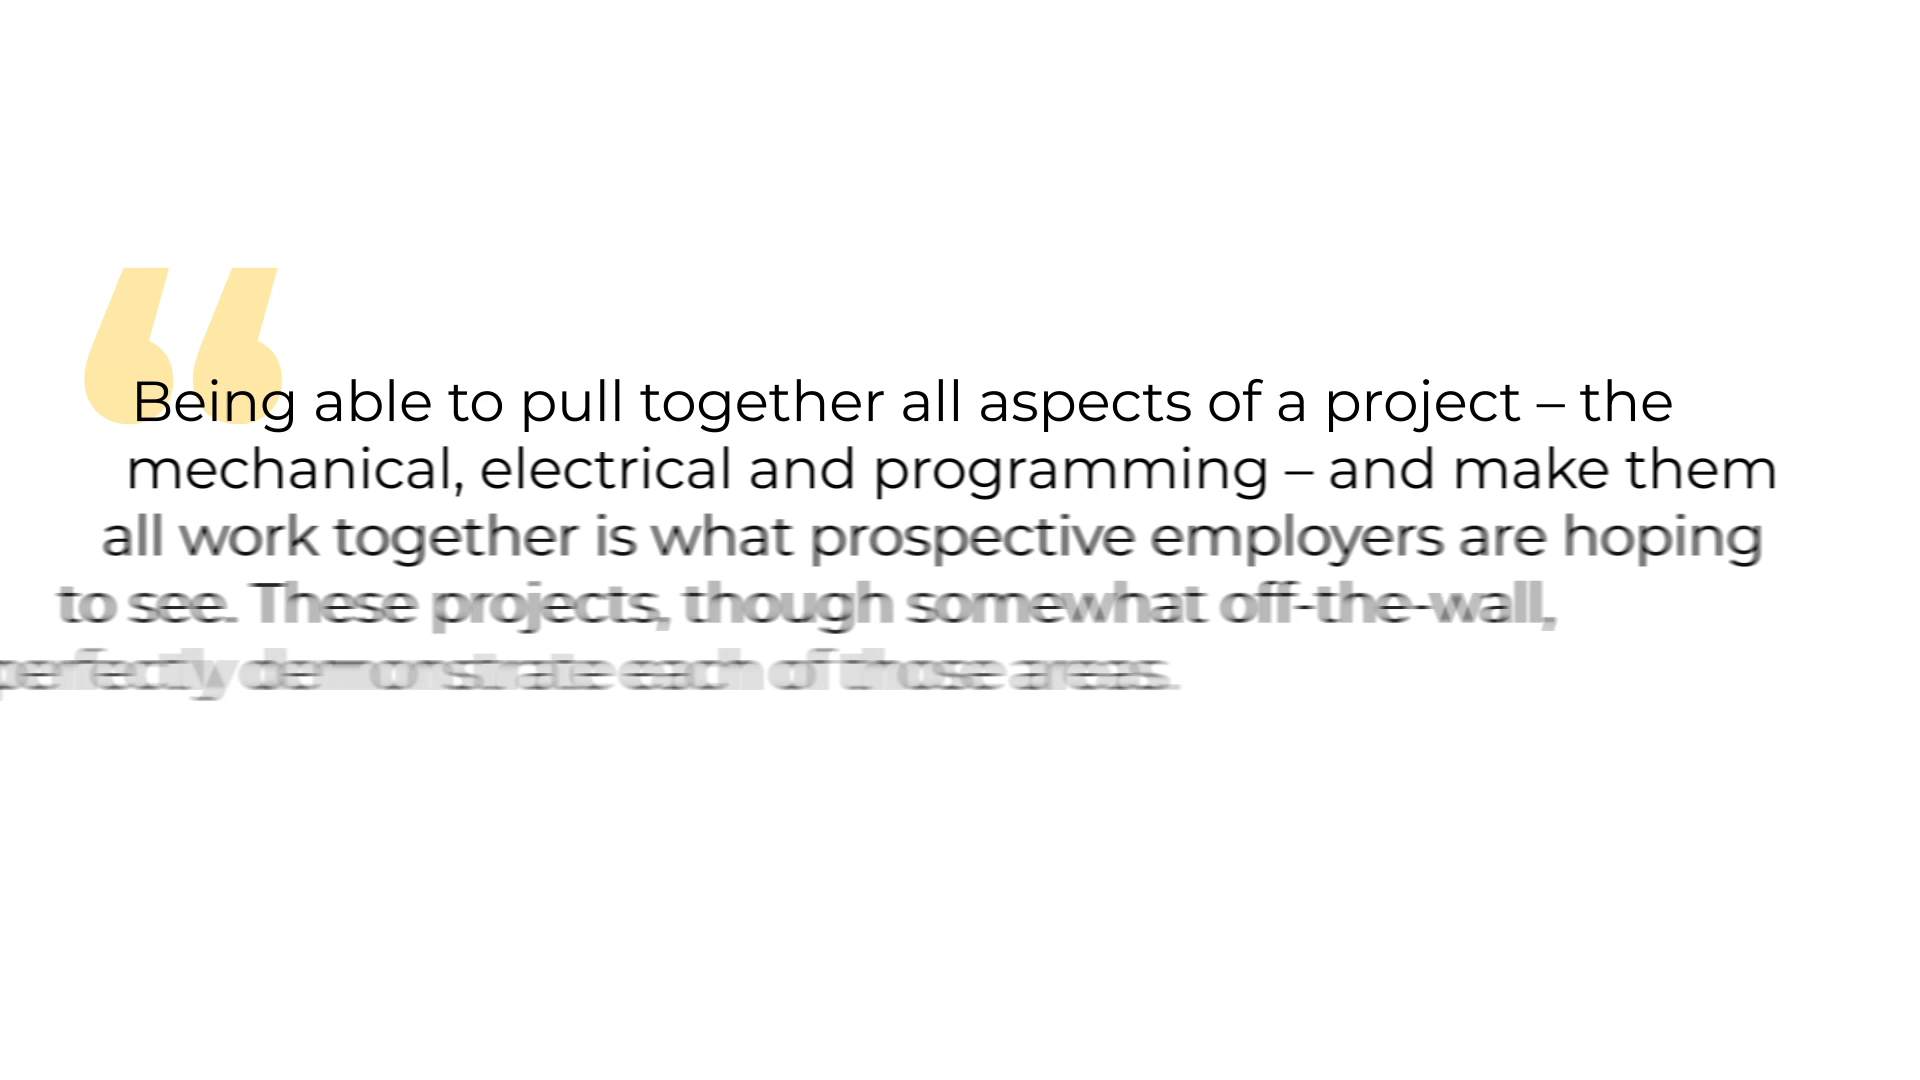 “
Being able to pull together all aspects of a project – the
mechanical, electrical and programming – and make them
all work together is what prospective employers are hoping
to see. These projects, though somewhat off-the-wall,
perfectly demonstrate each of those areas.